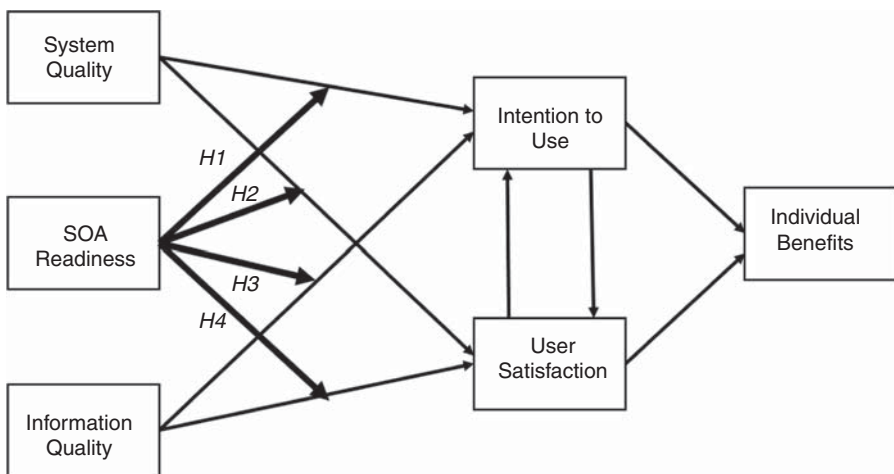 System
Quality
SOA
Readiness
Information
Quality
H1
H2
H3
H4
Intention to
Use
User
Satisfaction
Individual
Benefits